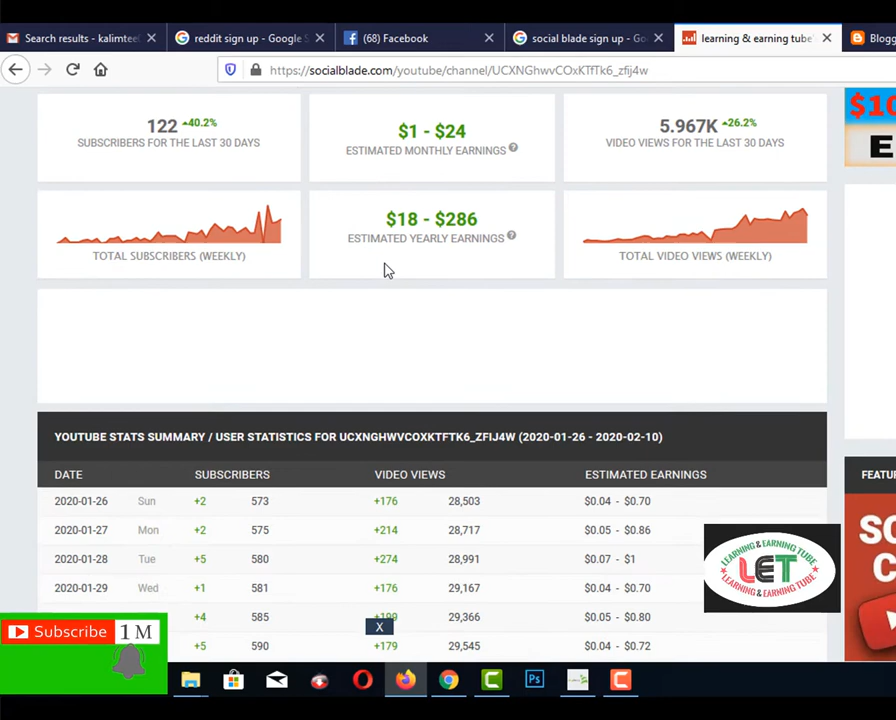 Search results - kalimtee
reddit sign up - Google S
(68) Facebook
social blade sign up - Go
learning & earning tube'
Blogg
https://socialblade.com/youtube/channel/UCXNGhwvCOxKTfTk6_zfij4w
122 40.2%
SUBSCRIBERS FOR THE LAST 30 DAYS
$1 - $24
ESTIMATED MONTHLY EARNINGS ?
5.967K 26.2%
VIDEO VIEWS FOR THE LAST 30 DAYS
$10
E
TOTAL SUBSCRIBERS (WEEKLY)
$18 - $286
ESTIMATED YEARLY EARNINGS ?
TOTAL VIDEO VIEWS (WEEKLY)
YOUTUBE STATS SUMMARY / USER STATISTICS FOR UCXNGHWVCOXKTFTK6_ZFIJ4W (2020-01-26 - 2020-02-10)
DATE SUBSCRIBERS VIDEO VIEWS ESTIMATED EARNINGS
2020-01-26 Sun +2 573 +176 28,503 $0.04 - $0.70
2020-01-27 Mon +2 575 +214 28,717 $0.05 - $0.86
2020-01-28 Tue +5 580 +274 28,991 $0.07 - $1
2020-01-29 Wed +1 581 +176 29,167 $0.04 - $0.70
+4 585 +199 29,366 $0.05 - $0.80
+5 590 +179 29,545 $0.04 - $0.72
X
FEATU
SO
C
LEARNING & EARNING TUBE
LET
LEARNING & EARNING TUBE
Subscribe 1 M
Ps